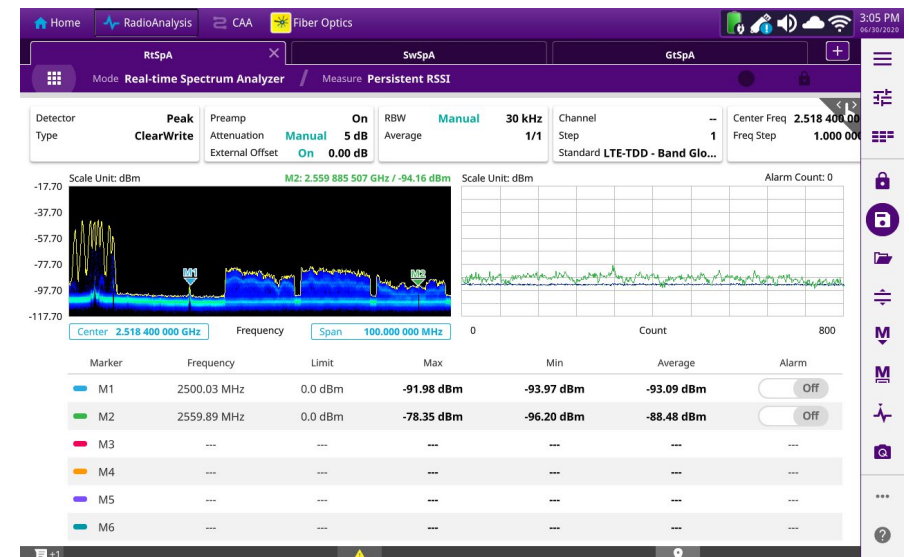 Home RadioAnalysis CAA Fiber Optics 3:05 PM
06/30/2020
RtSpA SwSpA GtSpA
Mode Real-time Spectrum Analyzer / Measure Persistent RSSI
Detector Peak Preamp On RBW Manual 30 kHz Channel -- Center Freq 2.518 400 00
Type ClearWrite Attenuation Manual 5 dB Average 1/1 Step 1 Freq Step 1.000 000
External Offset On 0.00 dB Standard LTE-TDD - Band Glo...
Scale Unit: dBm M2: 2.559 885 507 GHz / -94.16 dBm Scale Unit: dBm Alarm Count: 0
-17.70
-37.70
-57.70
-77.70
M1 M2
-97.70
-117.70
Center 2.518 400 000 GHz Frequency Span 100.000 000 MHz 0 Count 800
Marker Frequency Limit Max Min Average Alarm
M1 2500.03 MHz 0.0 dBm -91.98 dBm -93.97 dBm -93.09 dBm Off
M2 2559.89 MHz 0.0 dBm -78.35 dBm -96.20 dBm -88.48 dBm Off
M3 --- --- --- --- --- ---
M4 --- --- --- --- --- ---
M5 --- --- --- --- --- ---
M6 --- --- --- --- --- ---
+1